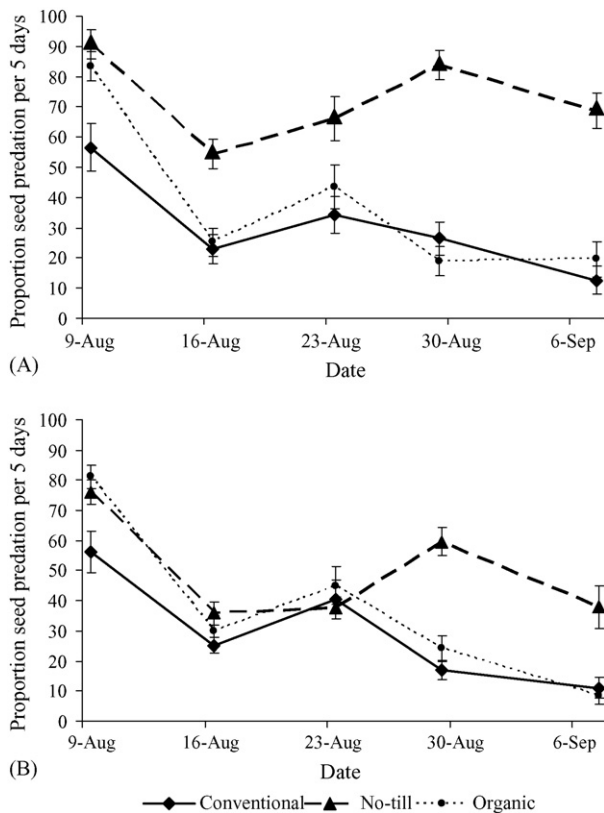 Proportion seed predation per 5 days
100
90
80
70
60
50
40
30
20
10
0
9-Aug 16-Aug 23-Aug 30-Aug 6-Sep
(A)
Date
Proportion seed predation per 5 days
100
90
80
70
60
50
40
30
20
10
0
9-Aug 16-Aug 23-Aug 30-Aug 6-Sep
(B)
Date
Conventional No-till Organic